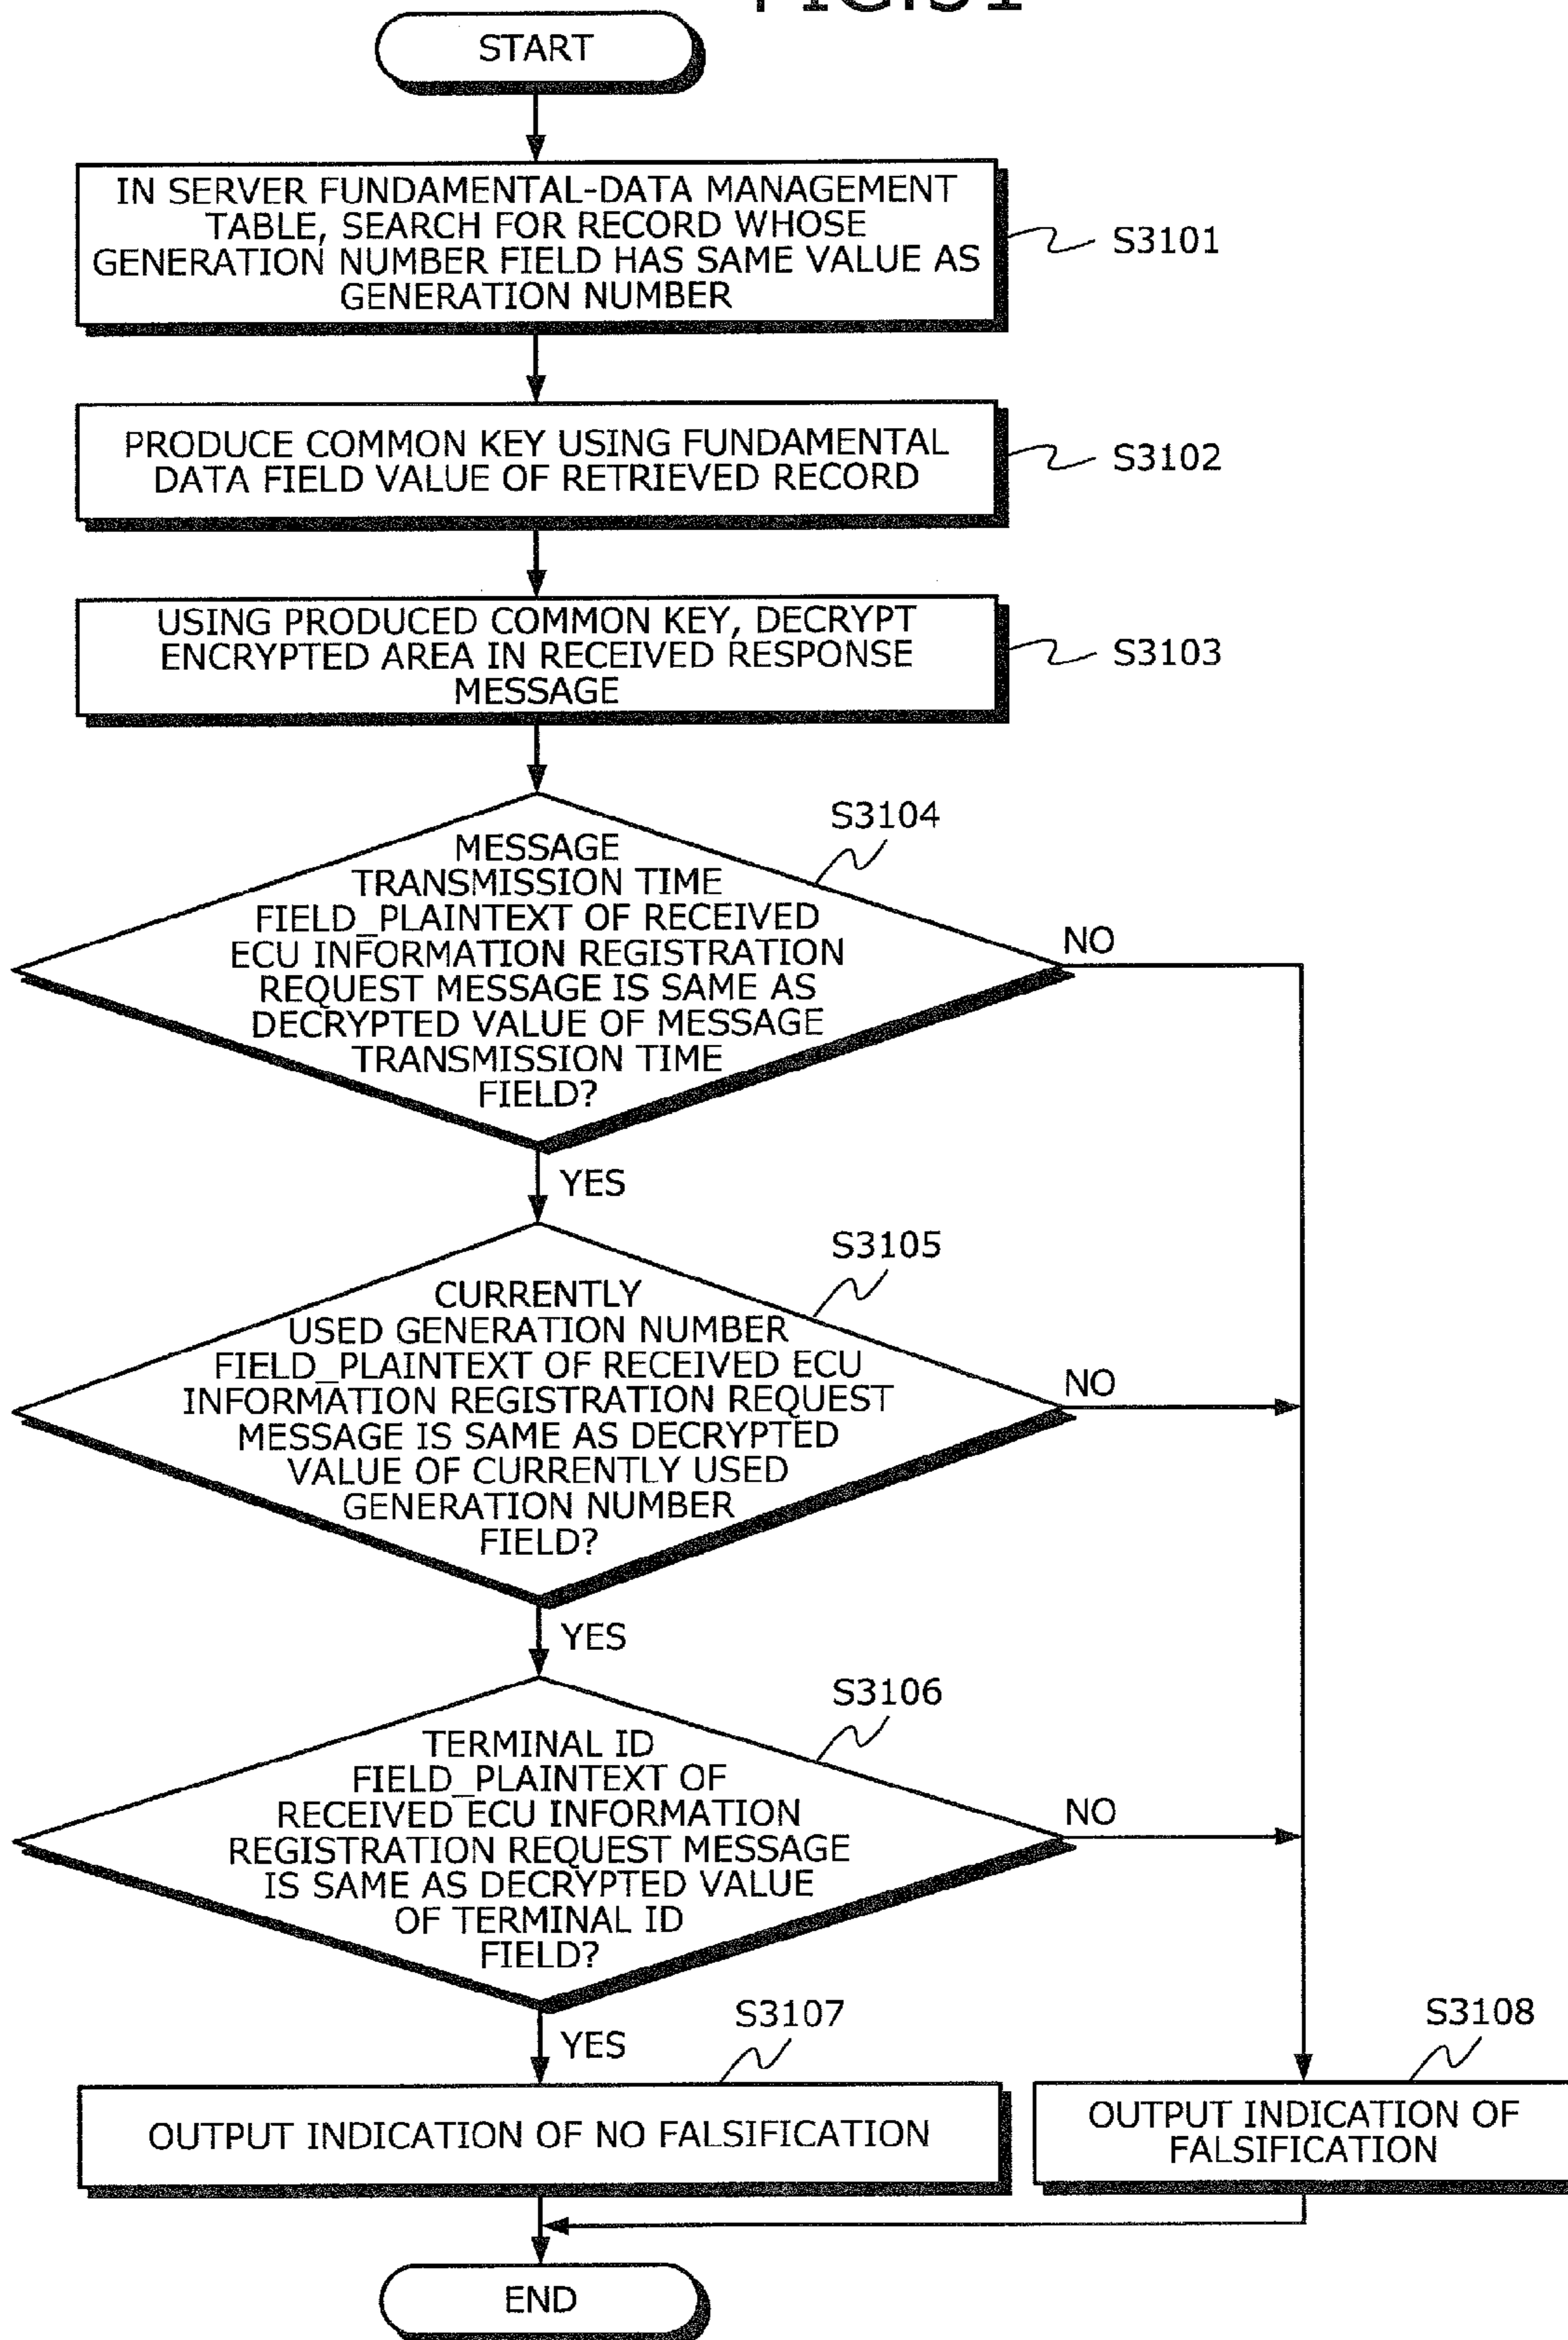 FIG.31
START
IN SERVER FUNDAMENTAL-DATA MANAGEMENT
TABLE, SEARCH FOR RECORD WHOSE
GENERATION NUMBER FIELD HAS SAME VALUE AS
GENERATION NUMBER
S3101
PRODUCE COMMON KEY USING FUNDAMENTAL
DATA FIELD VALUE OF RETRIEVED RECORD
S3102
USING PRODUCED COMMON KEY, DECRYPT
ENCRYPTED AREA IN RECEIVED RESPONSE
MESSAGE
S3103
S3104
MESSAGE
TRANSMISSION TIME
FIELD_PLAINTEXT OF RECEIVED
ECU INFORMATION REGISTRATION
REQUEST MESSAGE IS SAME AS
DECRYPTED VALUE OF MESSAGE
TRANSMISSION TIME
FIELD?
NO
YES
S3105
CURRENTLY
USED GENERATION NUMBER
FIELD_PLAINTEXT OF RECEIVED ECU
INFORMATION REGISTRATION REQUEST
MESSAGE IS SAME AS DECRYPTED
VALUE OF CURRENTLY USED
GENERATION NUMBER
FIELD?
NO
YES
S3106
TERMINAL ID
FIELD_PLAINTEXT OF
RECEIVED ECU INFORMATION
REGISTRATION REQUEST MESSAGE
IS SAME AS DECRYPTED VALUE
OF TERMINAL ID
FIELD?
NO
YES
S3107
OUTPUT INDICATION OF NO FALSIFICATION
S3108
OUTPUT INDICATION OF
FALSIFICATION
END